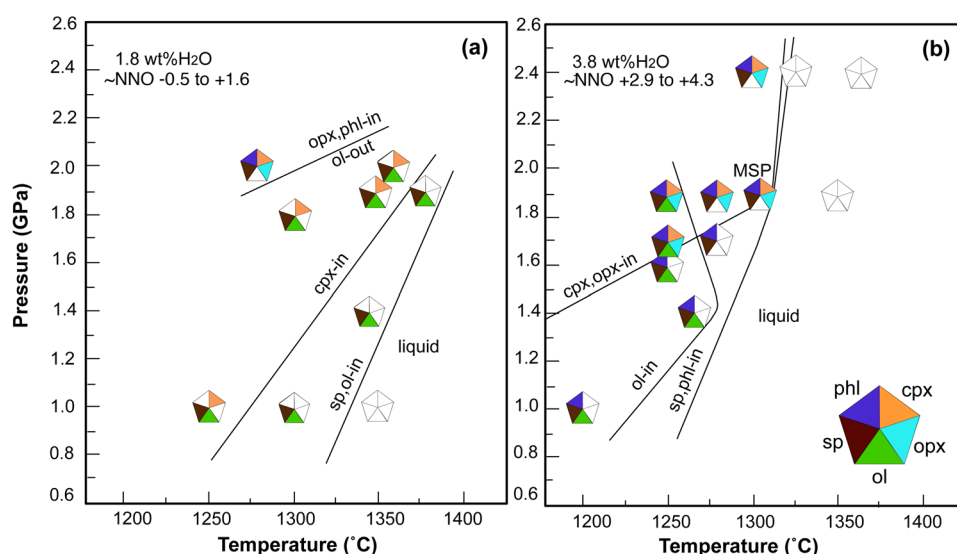 (a)
1.8 wt%H2O
~NNO -0.5 to +1.6
opx,phl-in
ol-out
cpx-in
sp,ol-in
liquid
Pressure (GPa)
2.6
2.4
2.2
2.0
1.8
1.6
1.4
1.2
1.0
0.8
0.6
1200
1250
1300
1350
1400
Temperature (˚C)
(b)
3.8 wt%H2O
~NNO +2.9 to +4.3
MSP
cpx,opx-in
ol-in
sp,phl-in
liquid
phl
cpx
sp
opx
ol
2.6
2.4
2.2
2.0
1.8
1.6
1.4
1.2
1.0
0.8
0.6
1200
1250
1300
1350
1400
Temperature (˚C)